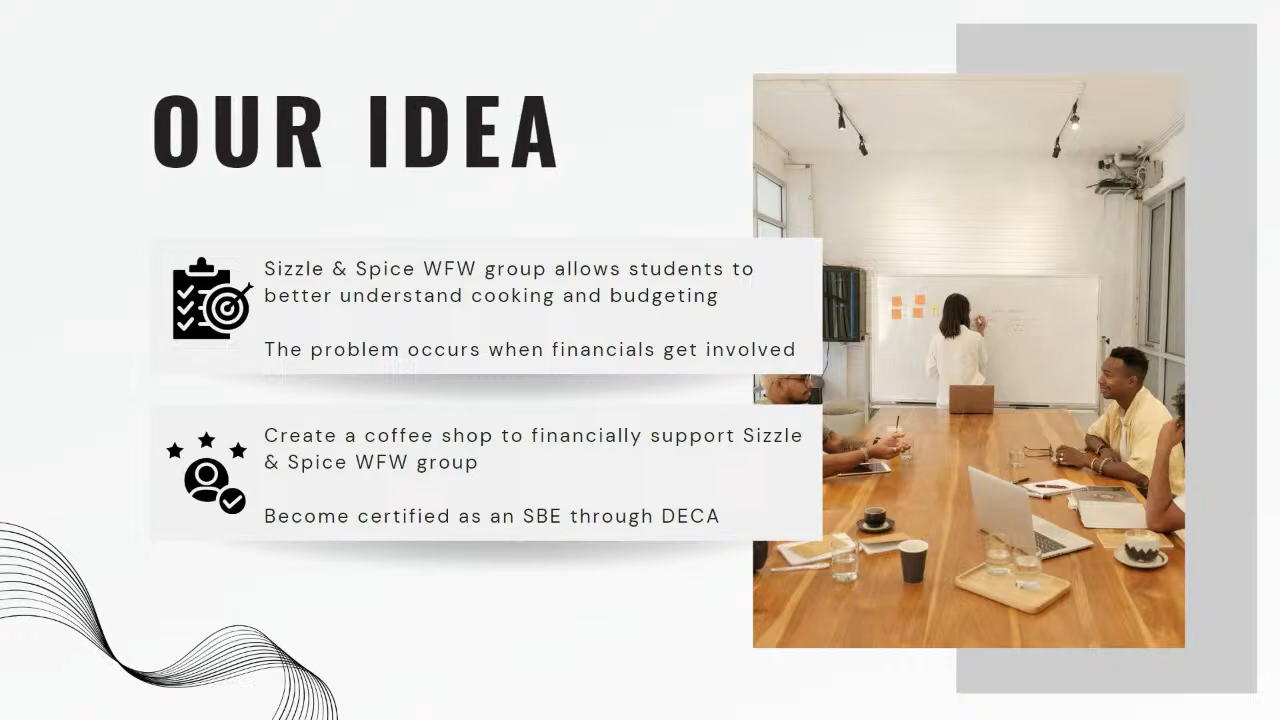 OUR IDEA
Sizzle & Spice WFW group allows students to
better understand cooking and budgeting
The problem occurs when financials get involved
Create a coffee shop to financially support Sizzle
& Spice WFW group
Become certified as an SBE through DECA